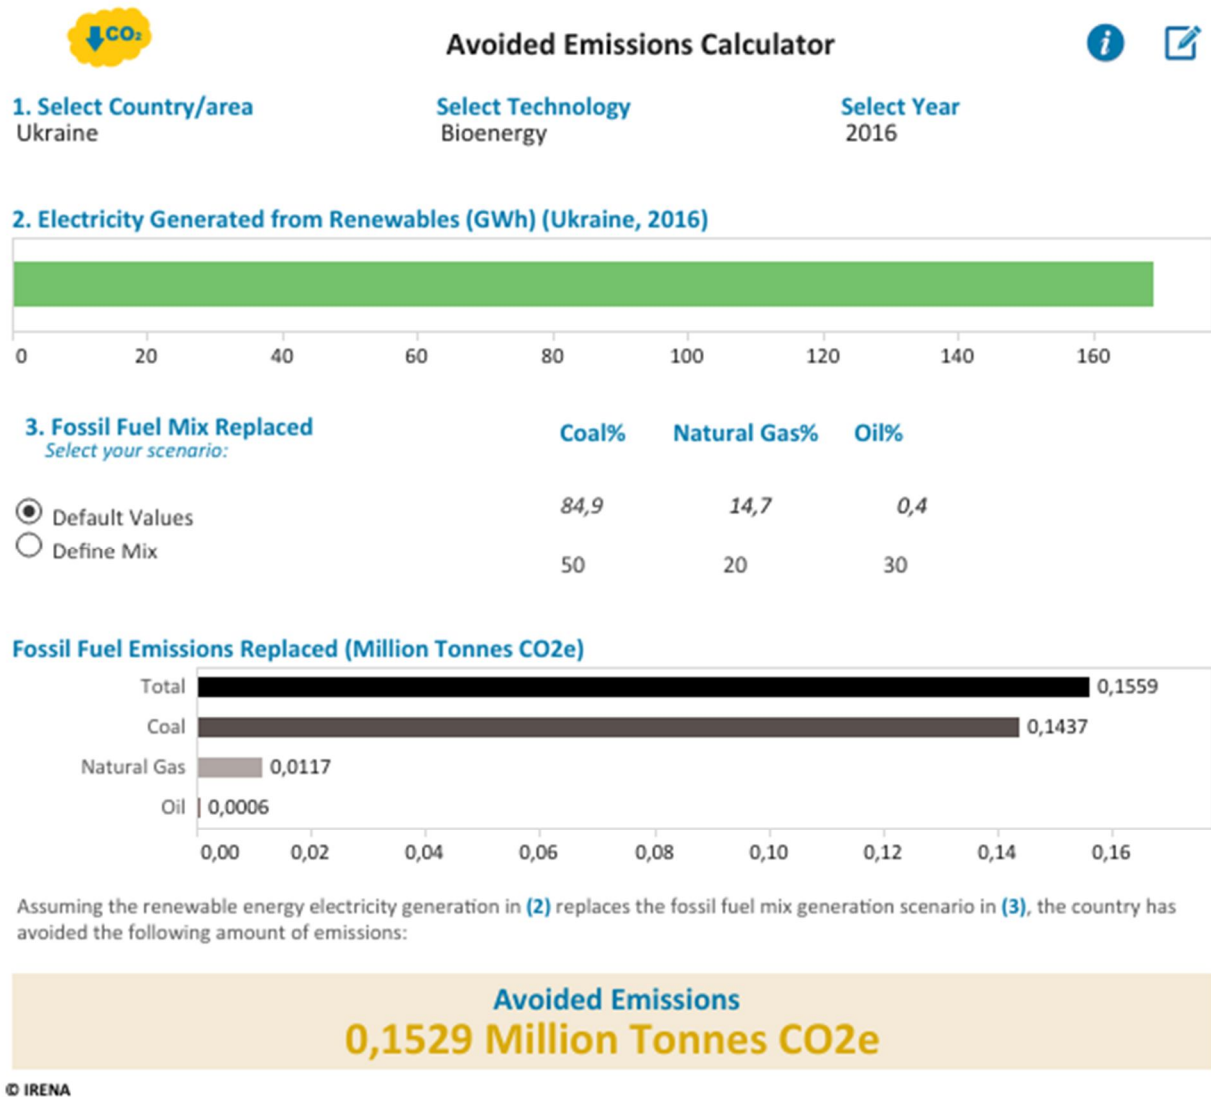 CO₂
Avoided Emissions Calculator
i
1. Select Country/area Select Technology Select Year
Ukraine Bioenergy 2016
2. Electricity Generated from Renewables (GWh) (Ukraine, 2016)
0 20 40 60 80 100 120 140 160
3. Fossil Fuel Mix Replaced Coal% Natural Gas% Oil%
Select your scenario:
Default Values 84,9 14,7 0,4
Define Mix 50 20 30
Fossil Fuel Emissions Replaced (Million Tonnes CO2e)
Total 0,1559
Coal 0,1437
Natural Gas 0,0117
Oil 0,0006
0,00 0,02 0,04 0,06 0,08 0,10 0,12 0,14 0,16
Assuming the renewable energy electricity generation in (2) replaces the fossil fuel mix generation scenario in (3), the country has
avoided the following amount of emissions:
Avoided Emissions
0,1529 Million Tonnes CO2e
© IRENA